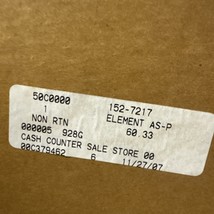 50C0000 152-7217
1 ELEMENT AS-P
NON RTN 60.33
000005 928G
CASH COUNTER SALE STORE 00
00C379462 6 11/27/07